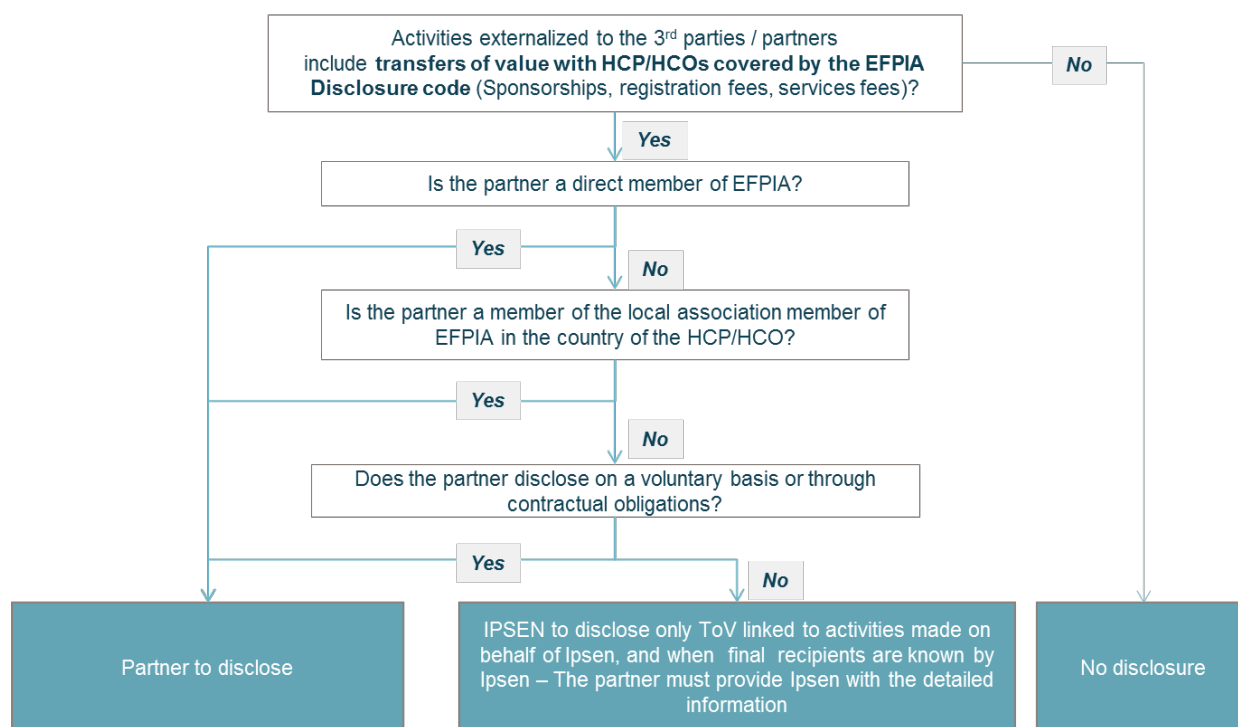 Activities externalized to the 3rd parties / partners
include transfers of value with HCP/HCOs covered by the EFPIA
Disclosure code (Sponsorships, registration fees, services fees)?
No
Yes
Is the partner a direct member of EFPIA?
Yes
No
Is the partner a member of the local association member of
EFPIA in the country of the HCP/HCO?
Yes
No
Does the partner disclose on a voluntary basis or through
contractual obligations?
Yes
No
Partner to disclose
IPSEN to disclose only ToV linked to activities made on
behalf of Ipsen, and when final recipients are known by
Ipsen – The partner must provide Ipsen with the detailed
information
No disclosure